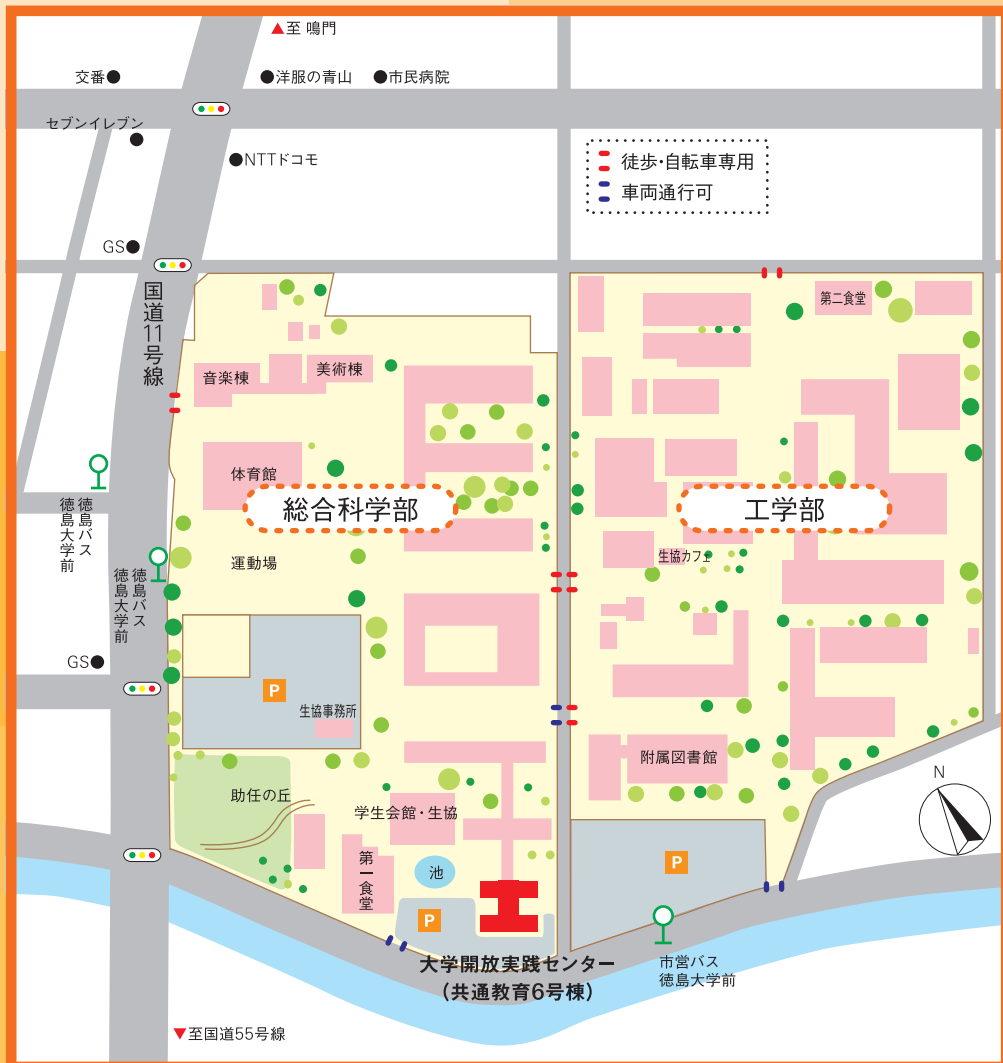 ▲至 鳴門
交番●
●洋服の青山
●市民病院
セブンイレブン
●NTTドコモ
徒歩・自転車専用
車両通行可
GS●
国道11号線
第二食堂
音楽棟
美術棟
体育館
総合科学部
工学部
徳島バス
徳島大学前
運動場
生協カフェ
徳島バス
徳島大学前
GS●
P
生協事務所
附属図書館
N
助任の丘
学生会館・生協
第一食堂
池
P
P
大学開放実践センター
（共通教育6号棟）
市営バス
徳島大学前
▼至国道55号線